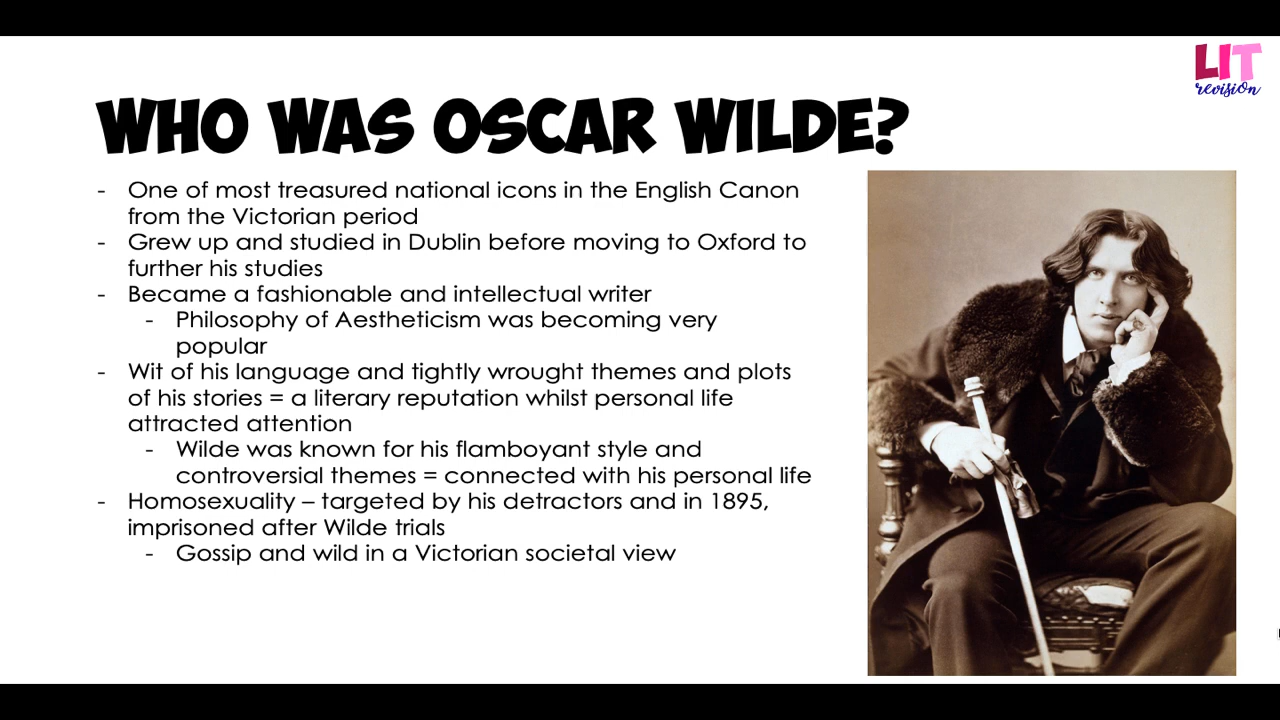 LIT
revision
WHO WAS OSCAR WILDE?
- One of most treasured national icons in the English Canon
from the Victorian period
- Grew up and studied in Dublin before moving to Oxford to
further his studies
- Became a fashionable and intellectual writer
- Philosophy of Aestheticism was becoming very
popular
- Wit of his language and tightly wrought themes and plots
of his stories = a literary reputation whilst personal life
attracted attention
- Wilde was known for his flamboyant style and
controversial themes = connected with his personal life
- Homosexuality – targeted by his detractors and in 1895,
imprisoned after Wilde trials
- Gossip and wild in a Victorian societal view